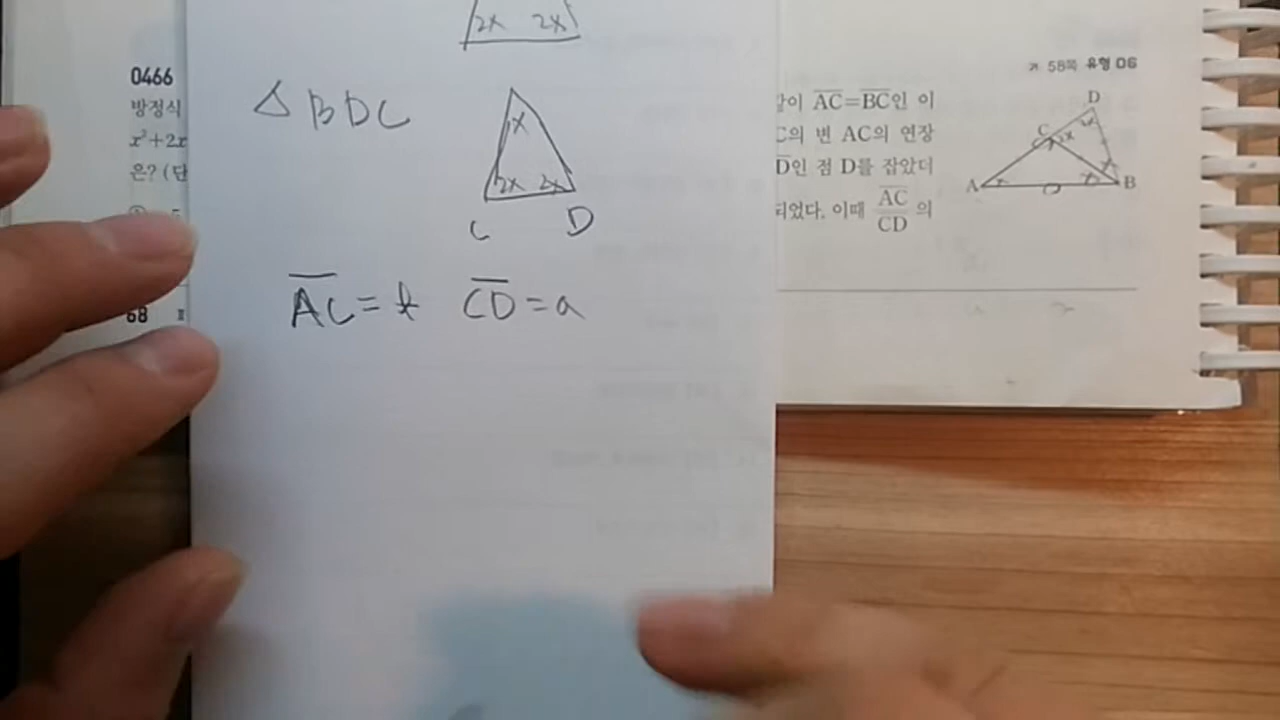 2x 2x
△BDC
x
2x 2x
C D
AC=t CD=a
0466
방정식
x²+2x
은? (단
68 Ⅱ
58쪽 유형 06
같이 AC=BC인 이
C의 변 AC의 연장
D인 점 D를 잡았더
되었다. 이때 AC/CD 의
D
C 2x
A x B